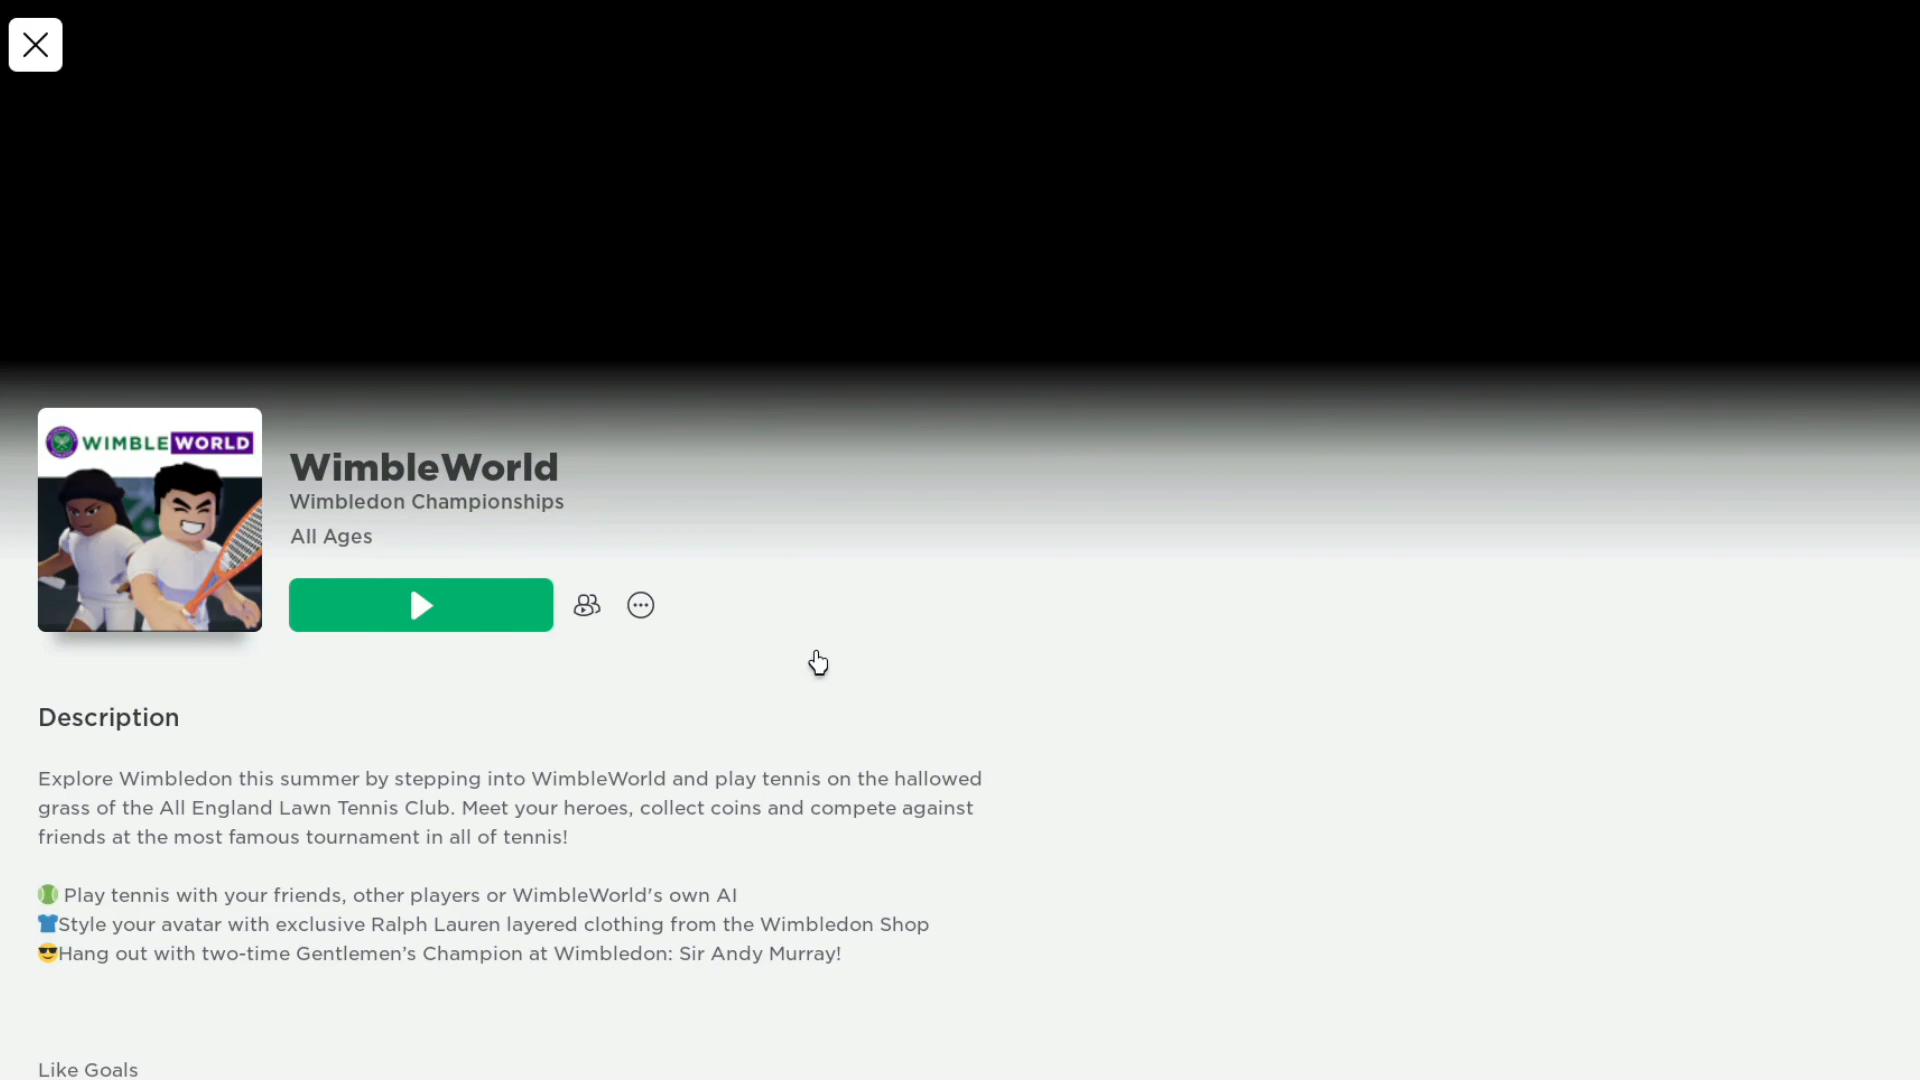 WIMBLEWORLD
WimbleWorld
Wimbledon Championships
All Ages
Description
Explore Wimbledon this summer by stepping into WimbleWorld and play tennis on the hallowed
grass of the All England Lawn Tennis Club. Meet your heroes, collect coins and compete against
friends at the most famous tournament in all of tennis!
Play tennis with your friends, other players or WimbleWorld's own AI
Style your avatar with exclusive Ralph Lauren layered clothing from the Wimbledon Shop
Hang out with two-time Gentlemen’s Champion at Wimbledon: Sir Andy Murray!
Like Goals